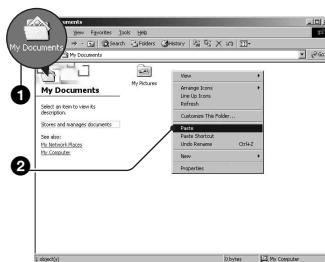 My Documents
View Favorites Tools Help
Search Folders History
My Documents
Go
1
My Documents
Select an item to view its
description.
Stores and manages documents
See also:
My Network Places
My Computer
My Pictures
View
Arrange Icons
Line Up Icons
Refresh
Customize This Folder...
2
Paste
Paste Shortcut
Undo Rename Ctrl+Z
New
Properties
1 object(s)
0 bytes
My Computer